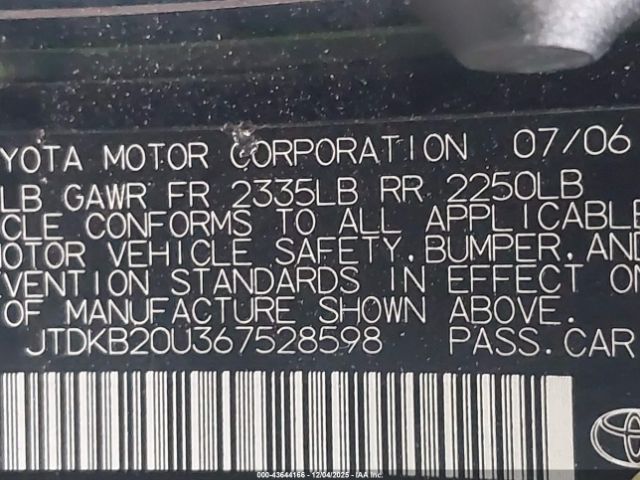 YOTA MOTOR CORPORATION 07/06
LB GAWR FR 2335LB RR 2250LB
CLE CONFORMS TO ALL APPLICABLE
OTOR VEHICLE SAFETY,BUMPER,AND
VENTION STANDARDS IN EFFECT ON
OF MANUFACTURE SHOWN ABOVE.
JTDKB20U367528598 PASS.CAR
000-43644166 - 12/04/2025 - IAAI, Inc.